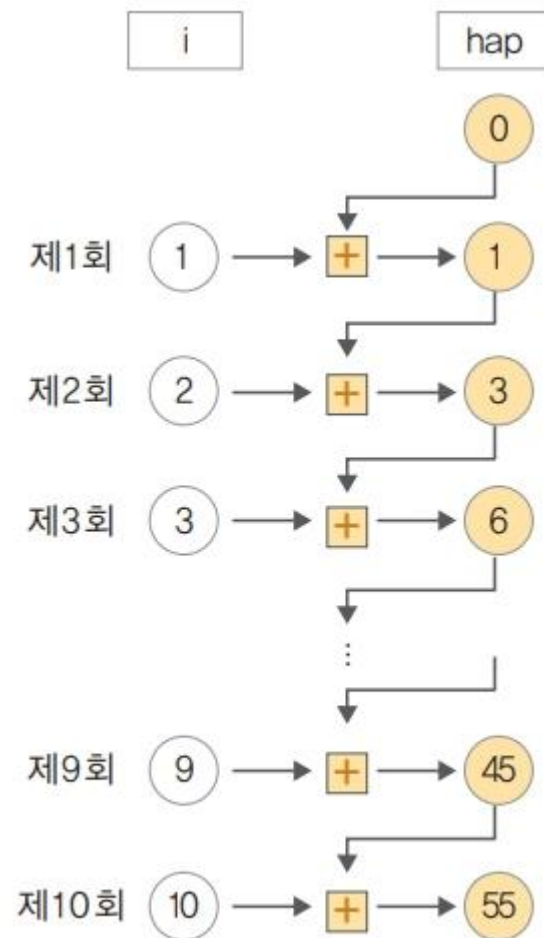 i hap
0
제1회 1 + 1
제2회 2 + 3
제3회 3 + 6
⋮
제9회 9 + 45
제10회 10 + 55